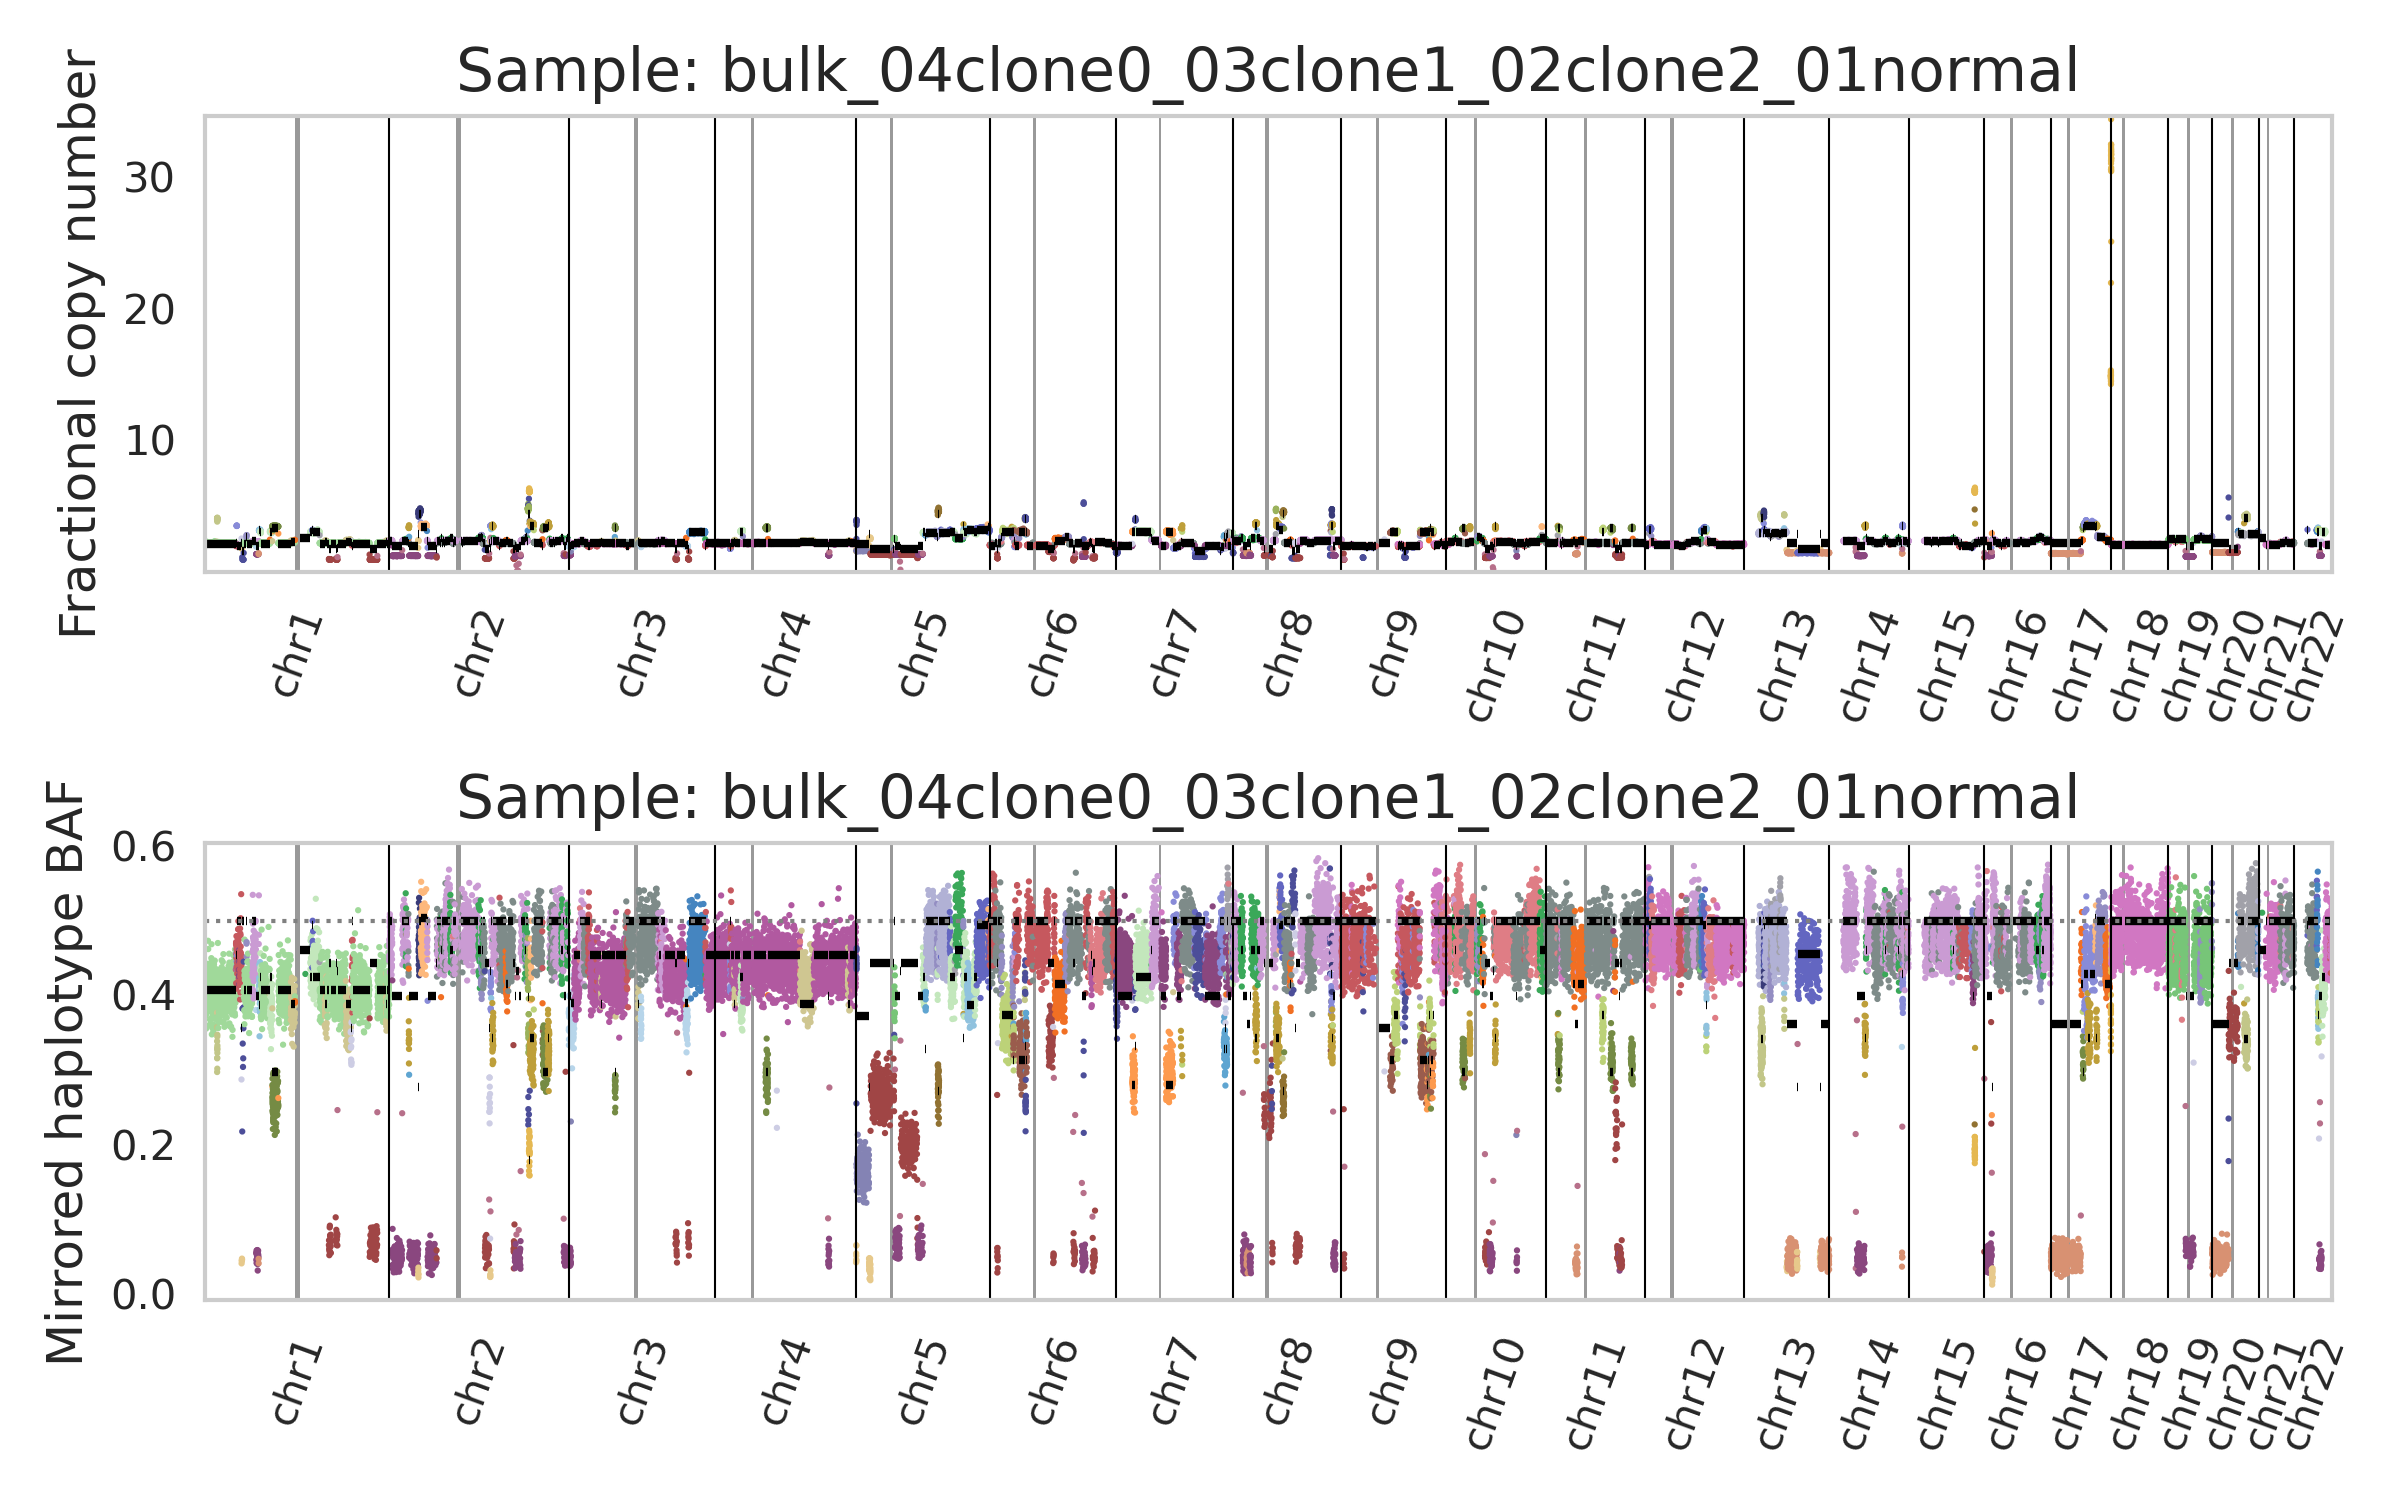 Sample: bulk_04clone0_03clone1_02clone2_01normal
Fractional copy number
30
20
10
chr1
chr2
chr3
chr4
chr5
chr6
chr7
chr8
chr9
chr10
chr11
chr12
chr13
chr14
chr15
chr16
chr17
chr18
chr19
chr20
chr21
chr22
Sample: bulk_04clone0_03clone1_02clone2_01normal
Mirrored haplotype BAF
0.6
0.4
0.2
0.0
chr1
chr2
chr3
chr4
chr5
chr6
chr7
chr8
chr9
chr10
chr11
chr12
chr13
chr14
chr15
chr16
chr17
chr18
chr19
chr20
chr21
chr22